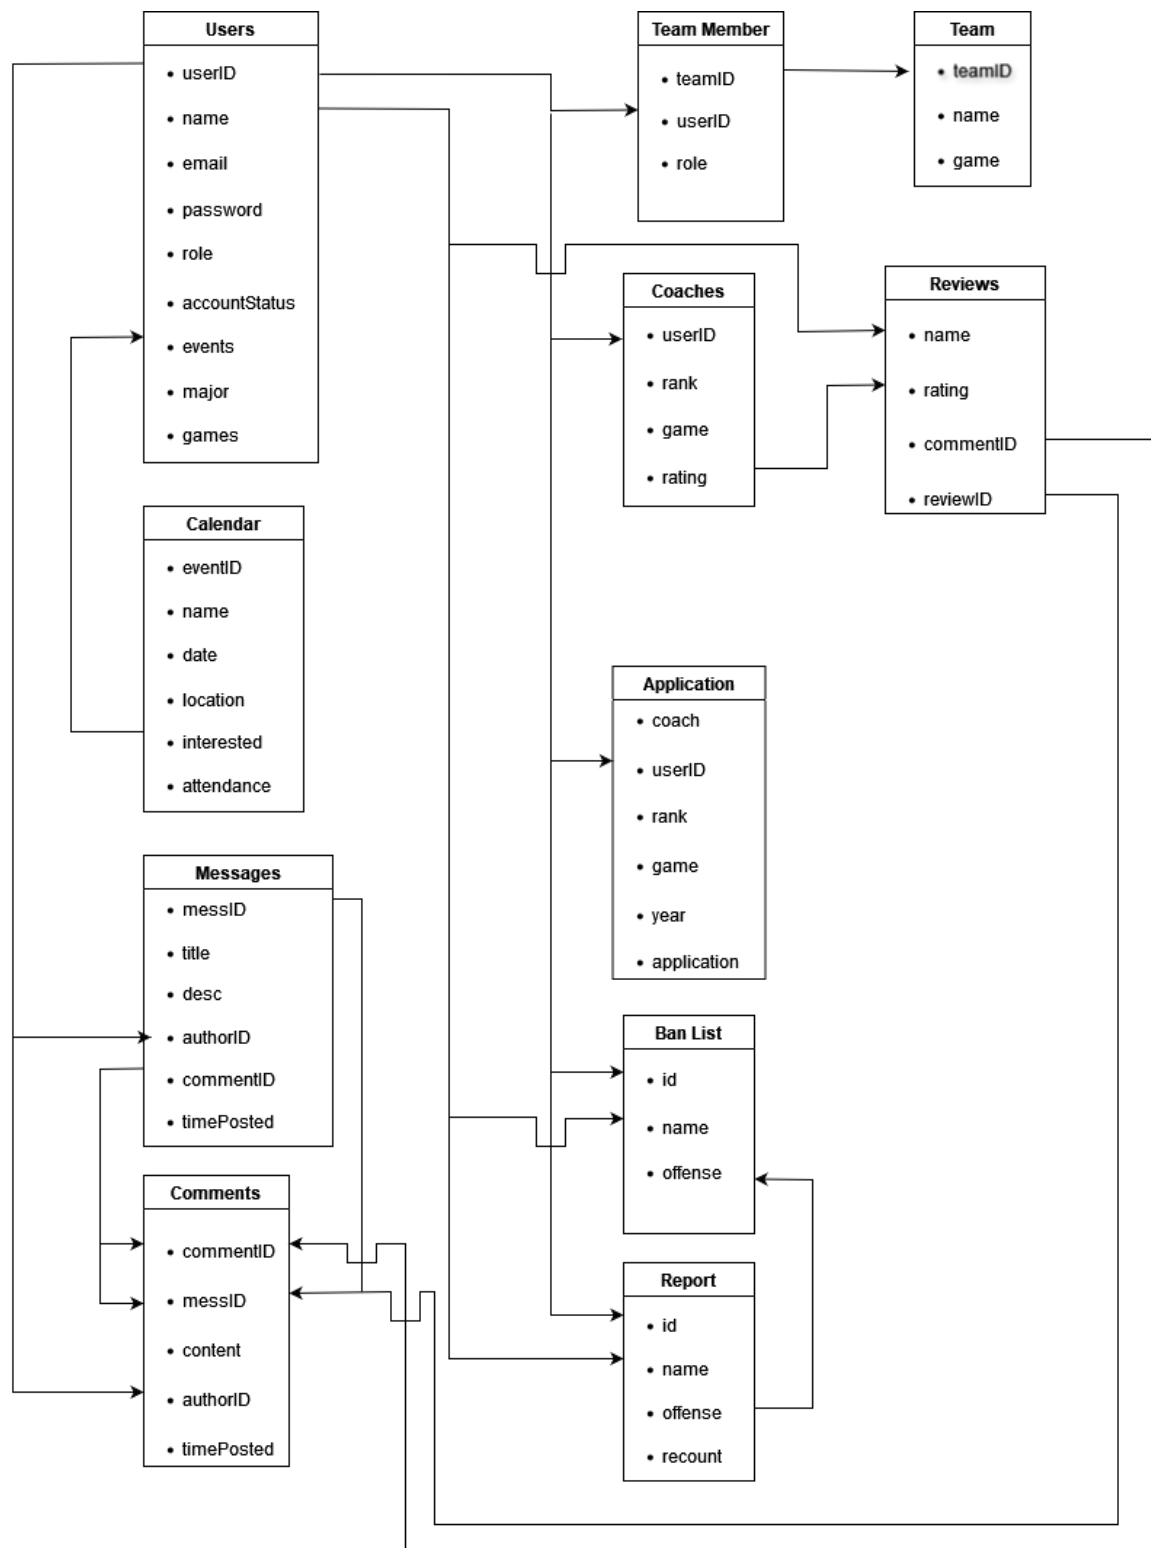 Users
userID
name
email
password
role
accountStatus
events
major
games
Team Member
teamID
userID
role
Team
teamID
name
game
Coaches
userID
rank
game
rating
Reviews
name
rating
commentID
reviewID
Calendar
eventID
name
date
location
interested
attendance
Application
coach
userID
rank
game
year
application
Messages
messID
title
desc
authorID
commentID
timePosted
Ban List
id
name
offense
Comments
commentID
messID
content
authorID
timePosted
Report
id
name
offense
recount